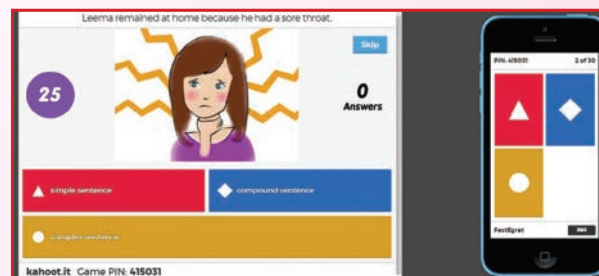 Leema remained at home because he had a sore throat.
Skip
25
0
Answers
simple sentence
compound sentence
complex sentence
kahoot.it Game PIN: 415031
PIN: 415031
2 of 30
FastEgret